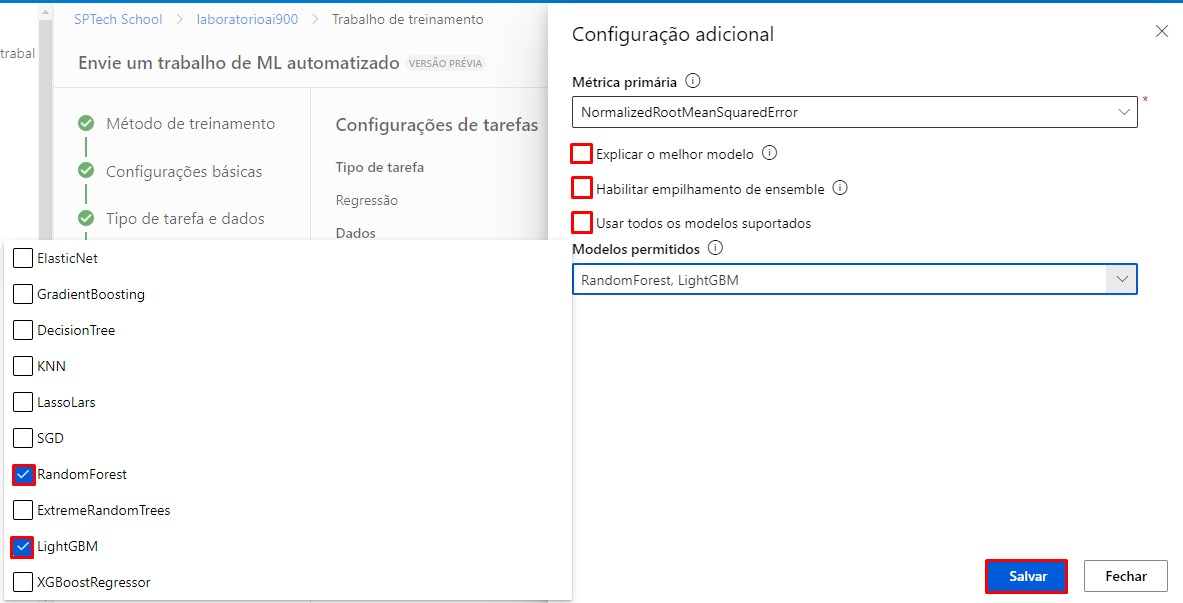 SPTech School > laboratorioai900 > Trabalho de treinamento
trabal
Envie um trabalho de ML automatizado VERSÃO PRÉVIA
Método de treinamento
Configurações básicas
Tipo de tarefa e dados
Configurações de tarefas
Tipo de tarefa
Regressão
Dados
ElasticNet
GradientBoosting
DecisionTree
KNN
LassoLars
SGD
RandomForest
ExtremeRandomTrees
LightGBM
XGBoostRegressor
Configuração adicional
Métrica primária
*
NormalizedRootMeanSquaredError
Explicar o melhor modelo
Habilitar empilhamento de ensemble
Usar todos os modelos suportados
Modelos permitidos
RandomForest, LightGBM
Salvar
Fechar